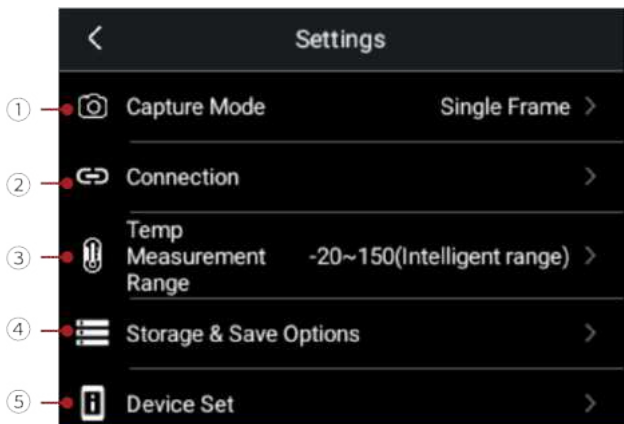 Settings
① Capture Mode Single Frame
② Connection
Temp
③ Measurement -20~150(Intelligent range)
Range
④ Storage & Save Options
⑤ Device Set